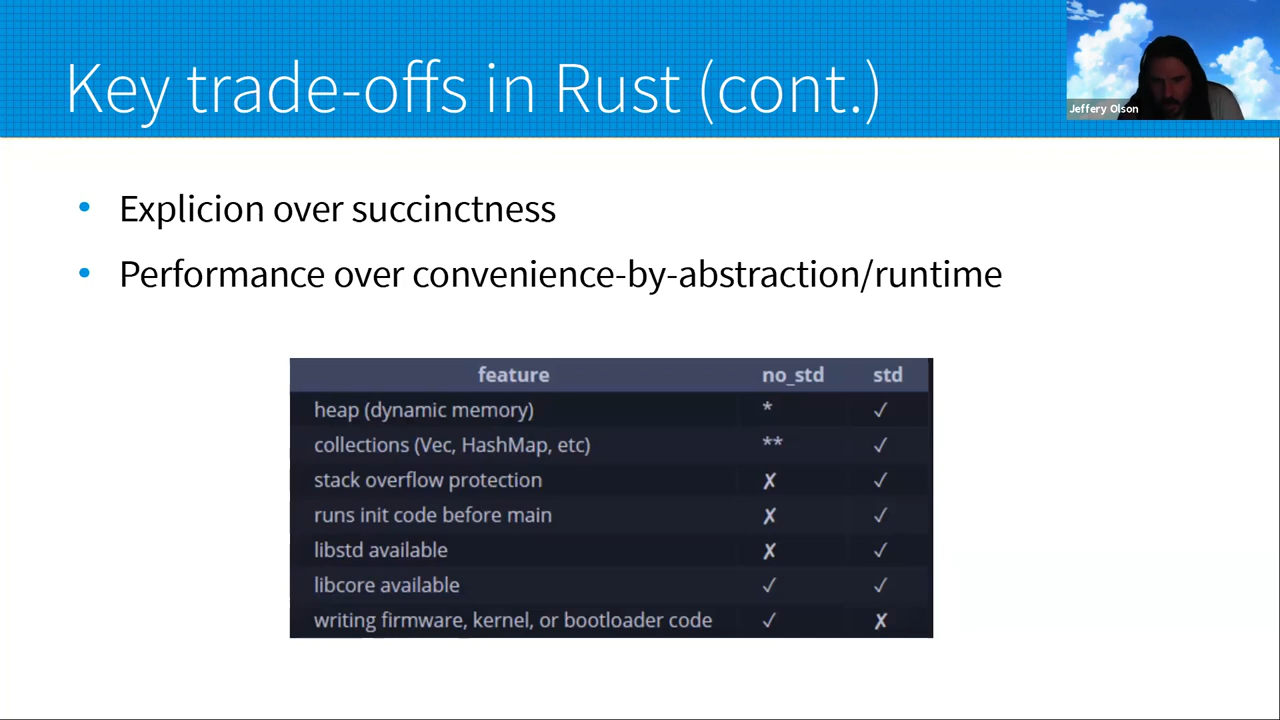 Key trade-offs in Rust (cont.)
Jeffery Olson
• Explicion over succinctness
• Performance over convenience-by-abstraction/runtime
feature no_std std
heap (dynamic memory) * ✓
collections (Vec, HashMap, etc) ** ✓
stack overflow protection ✗ ✓
runs init code before main ✗ ✓
libstd available ✗ ✓
libcore available ✓ ✓
writing firmware, kernel, or bootloader code ✓ ✗